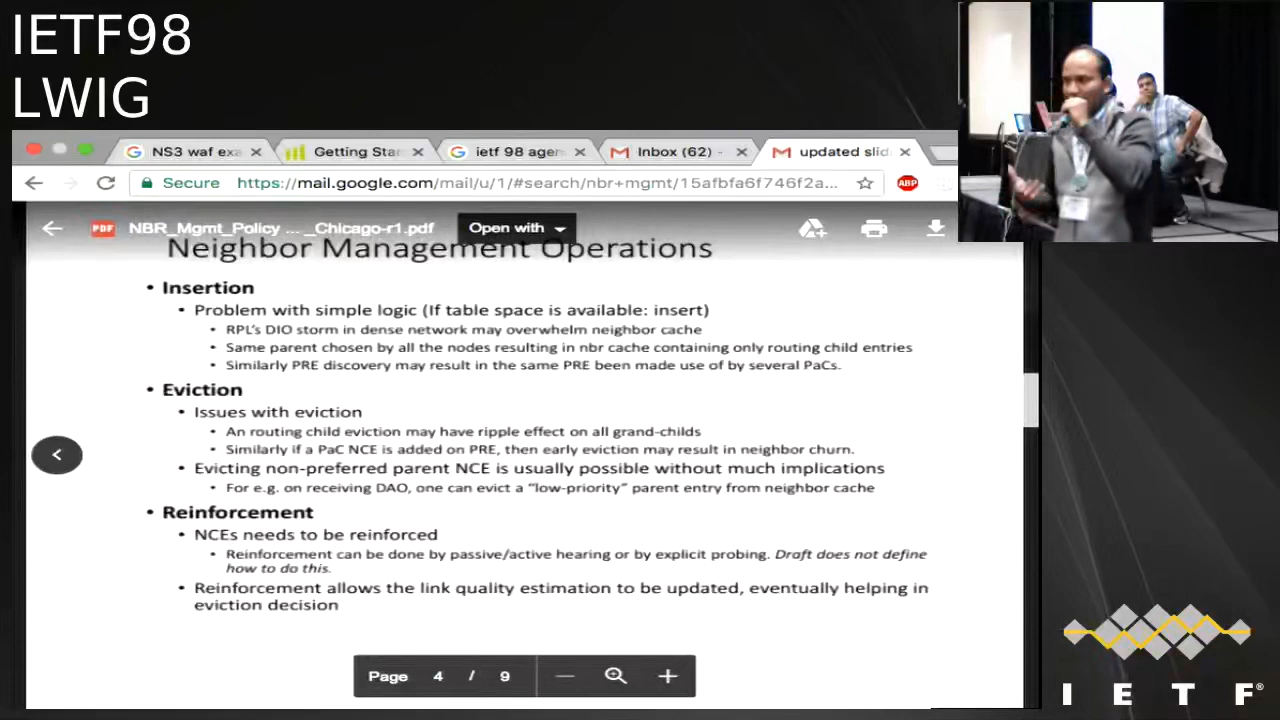 IETF98
LWIG
NS3 waf exa
Getting Star
ietf 98 agen
Inbox (62) -
updated slid
Secure https://mail.google.com/mail/u/1/#search/nbr+mgmt/15afbfa6f746f2a...
ABP
PDF NBR_Mgmt_Policy ... _Chicago-r1.pdf Open with
Neighbor Management Operations
• Insertion
• Problem with simple logic (If table space is available: insert)
• RPL's DIO storm in dense network may overwhelm neighbor cache
• Same parent chosen by all the nodes resulting in nbr cache containing only routing child entries
• Similarly PRE discovery may result in the same PRE been made use of by several PaCs.
• Eviction
• Issues with eviction
• An routing child eviction may have ripple effect on all grand-childs
• Similarly if a PaC NCE is added on PRE, then early eviction may result in neighbor churn.
• Evicting non-preferred parent NCE is usually possible without much implications
• For e.g. on receiving DAO, one can evict a "low-priority" parent entry from neighbor cache
• Reinforcement
• NCEs needs to be reinforced
• Reinforcement can be done by passive/active hearing or by explicit probing. Draft does not define
how to do this.
• Reinforcement allows the link quality estimation to be updated, eventually helping in
eviction decision
Page 4 / 9
I E T F®